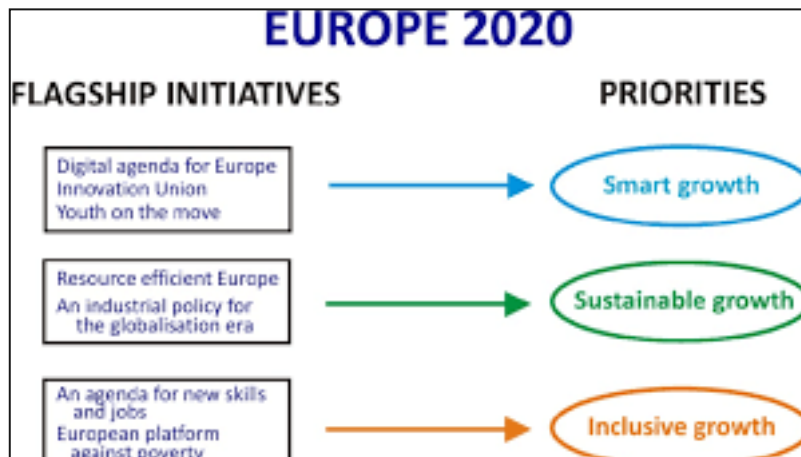 EUROPE 2020
FLAGSHIP INITIATIVES
PRIORITIES
Digital agenda for Europe
Innovation Union
Youth on the move
Smart growth
Resource efficient Europe
An industrial policy for
the globalisation era
Sustainable growth
An agenda for new skills
and jobs
European platform
against poverty
Inclusive growth